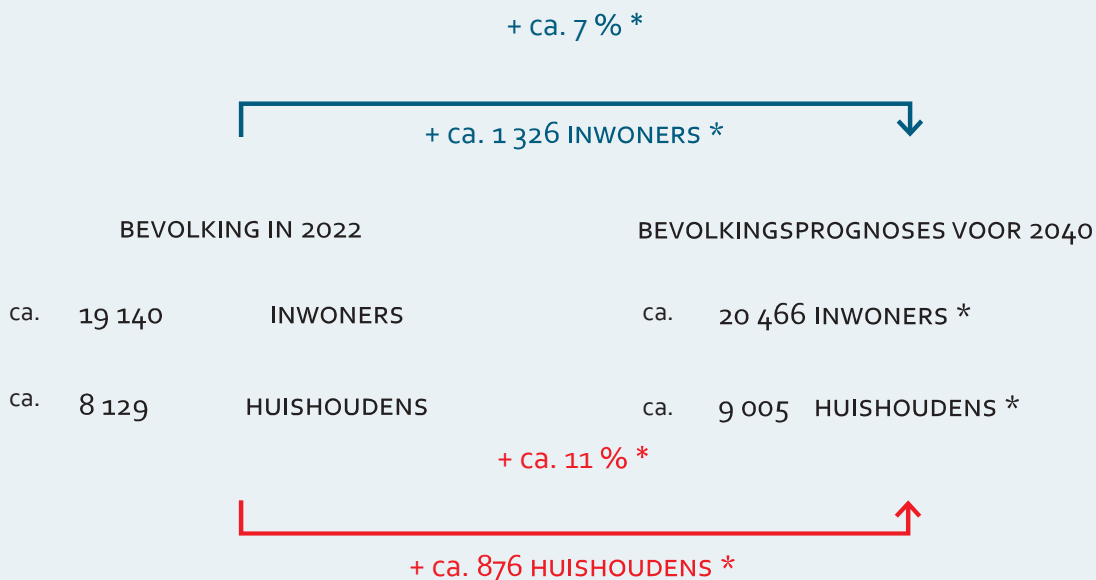 + ca. 7 % *
+ ca. 1 326 INWONERS *
BEVOLKING IN 2022 BEVOLKINGSPROGNOSES VOOR 2040
ca. 19 140 INWONERS ca. 20 466 INWONERS *
ca. 8 129 HUISHOUDENS ca. 9 005 HUISHOUDENS *
+ ca. 11 % *
+ ca. 876 HUISHOUDENS *